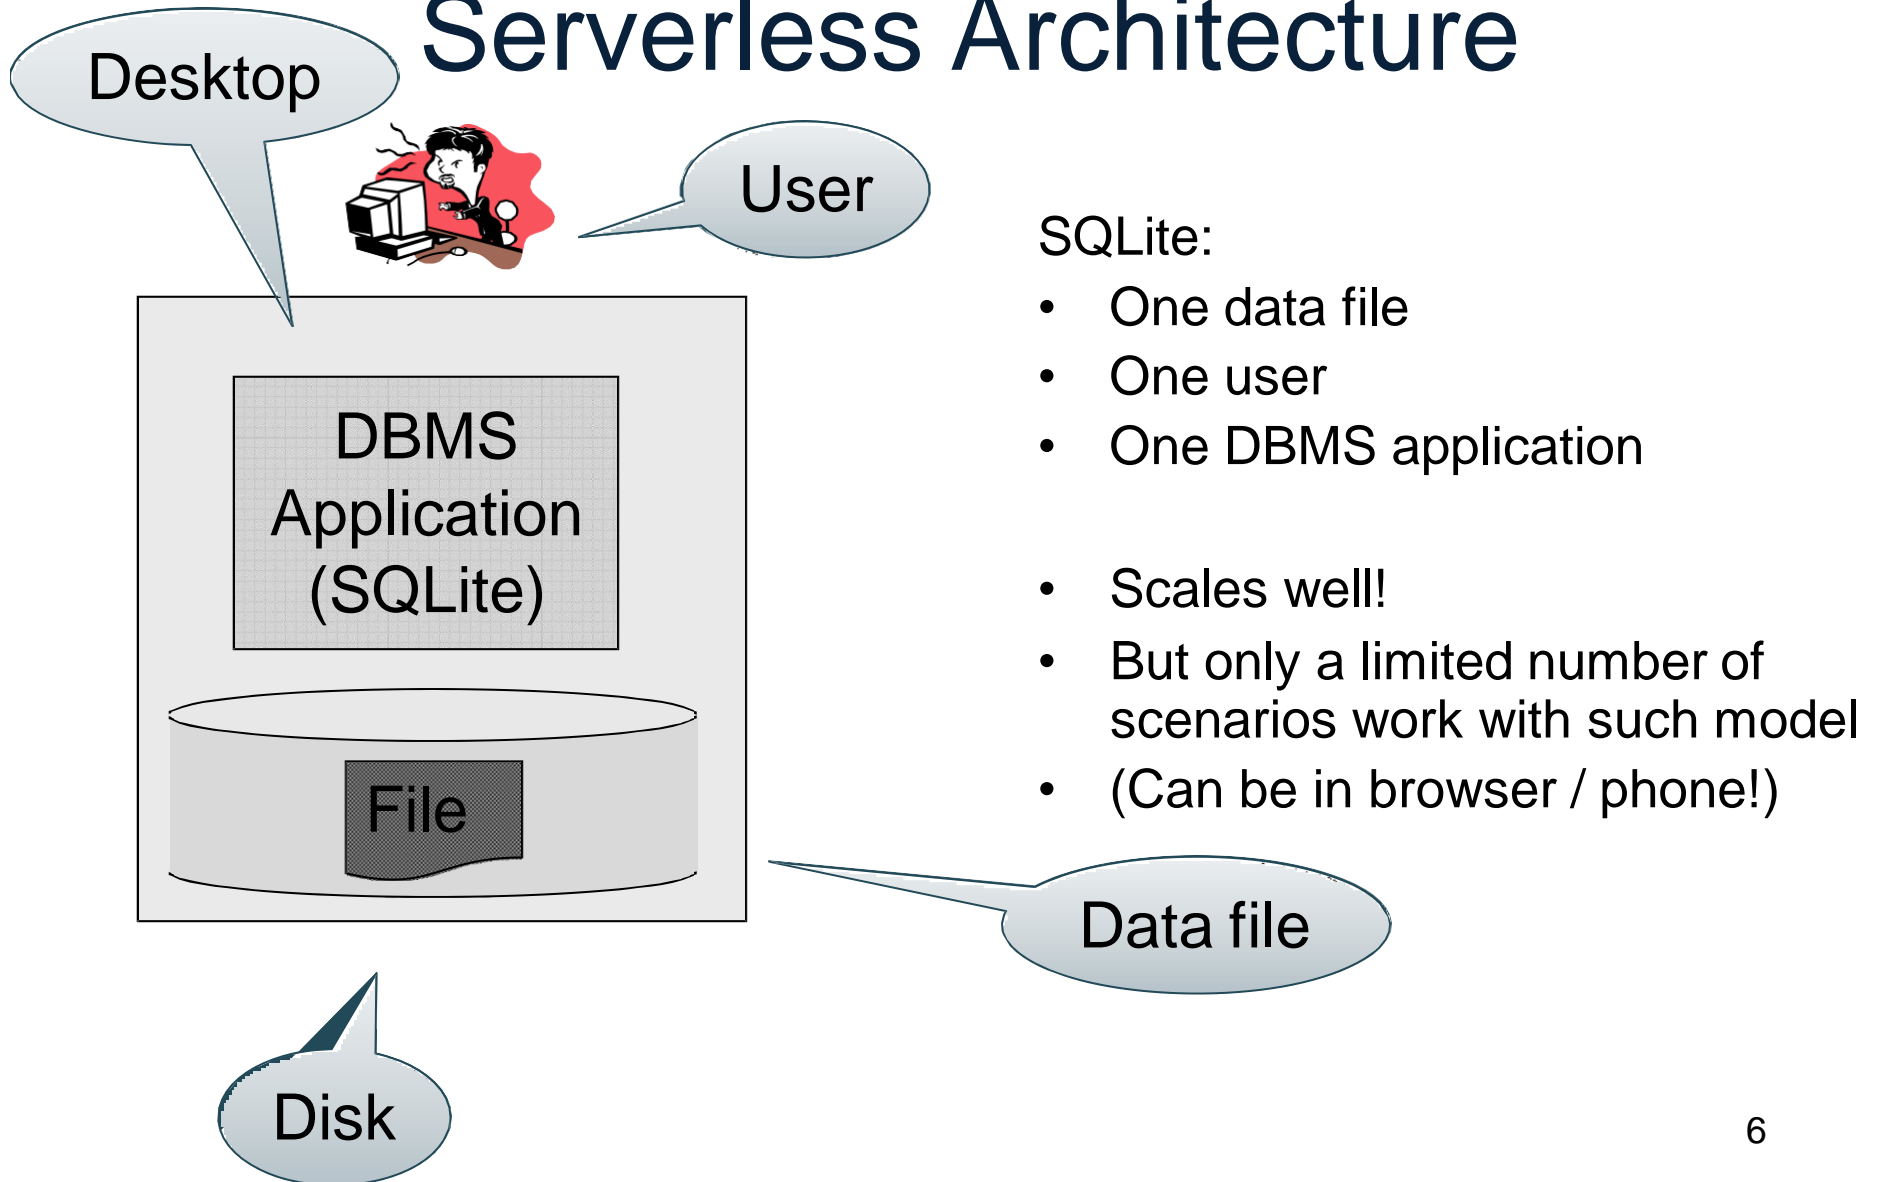 Serverless Architecture
Desktop
User
DBMS
Application
(SQLite)
File
Disk
Data file
SQLite:
• One data file
• One user
• One DBMS application
• Scales well!
• But only a limited number of
scenarios work with such model
• (Can be in browser / phone!)
6